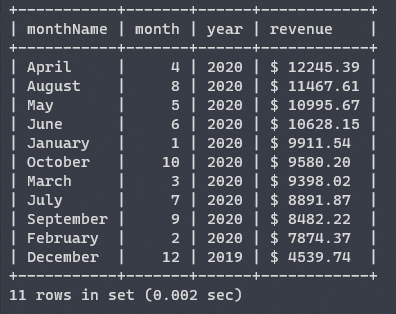 +-----------+-------+------+------------+
| monthName | month | year | revenue    |
+-----------+-------+------+------------+
| April     |     4 | 2020 | $ 12245.39 |
| August    |     8 | 2020 | $ 11467.61 |
| May       |     5 | 2020 | $ 10995.67 |
| June      |     6 | 2020 | $ 10628.15 |
| January   |     1 | 2020 | $ 9911.54  |
| October   |    10 | 2020 | $ 9580.20  |
| March     |     3 | 2020 | $ 9398.02  |
| July      |     7 | 2020 | $ 8891.87  |
| September |     9 | 2020 | $ 8482.22  |
| February  |     2 | 2020 | $ 7874.37  |
| December  |    12 | 2019 | $ 4539.74  |
+-----------+-------+------+------------+
11 rows in set (0.002 sec)